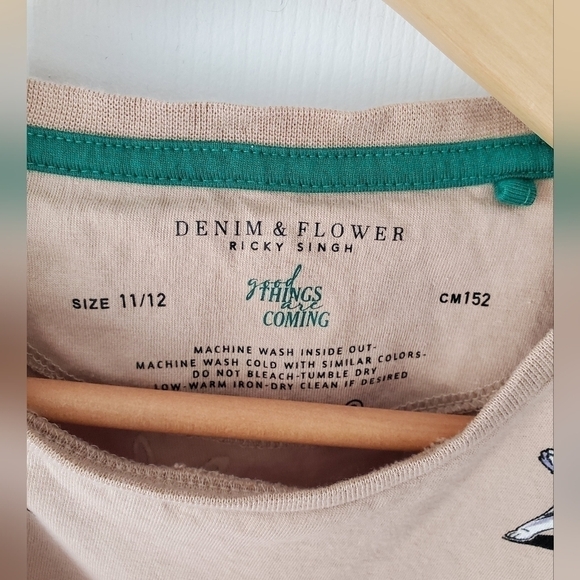 DENIM & FLOWER
RICKY SINGH
good
THINGS
are
COMING
SIZE 11/12
CM152
MACHINE WASH INSIDE OUT-
MACHINE WASH COLD WITH SIMILAR COLORS-
DO NOT BLEACH-TUMBLE DRY
LOW-WARM IRON-DRY CLEAN IF DESIRED